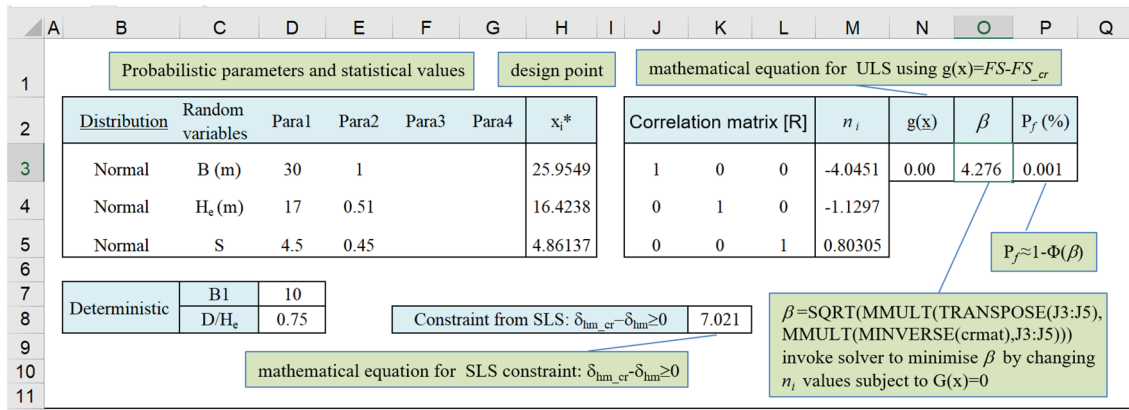 A B C D E F G H I J K L M N O P Q
1 Probabilistic parameters and statistical values design point mathematical equation for ULS using g(x)=FS-FS_cr
2 Distribution Random variables Para1 Para2 Para3 Para4 xᵢ* Correlation matrix [R] nᵢ g(x) β P_f (%)
3 Normal B (m) 30 1 25.9549 1 0 0 -4.0451 0.00 4.276 0.001
4 Normal Hₑ (m) 17 0.51 16.4238 0 1 0 -1.1297
5 Normal S 4.5 0.45 4.86137 0 0 1 0.80305
P_f≈1-Φ(β)
6
7 Deterministic B1 10
8 D/Hₑ 0.75 Constraint from SLS: δhm_cr−δhm≥0 7.021
9
10 mathematical equation for SLS constraint: δhm_cr-δhm≥0
11
β=SQRT(MMULT(TRANSPOSE(J3:J5),
MMULT(MINVERSE(crmat),J3:J5)))
invoke solver to minimise β by changing
nᵢ values subject to G(x)=0